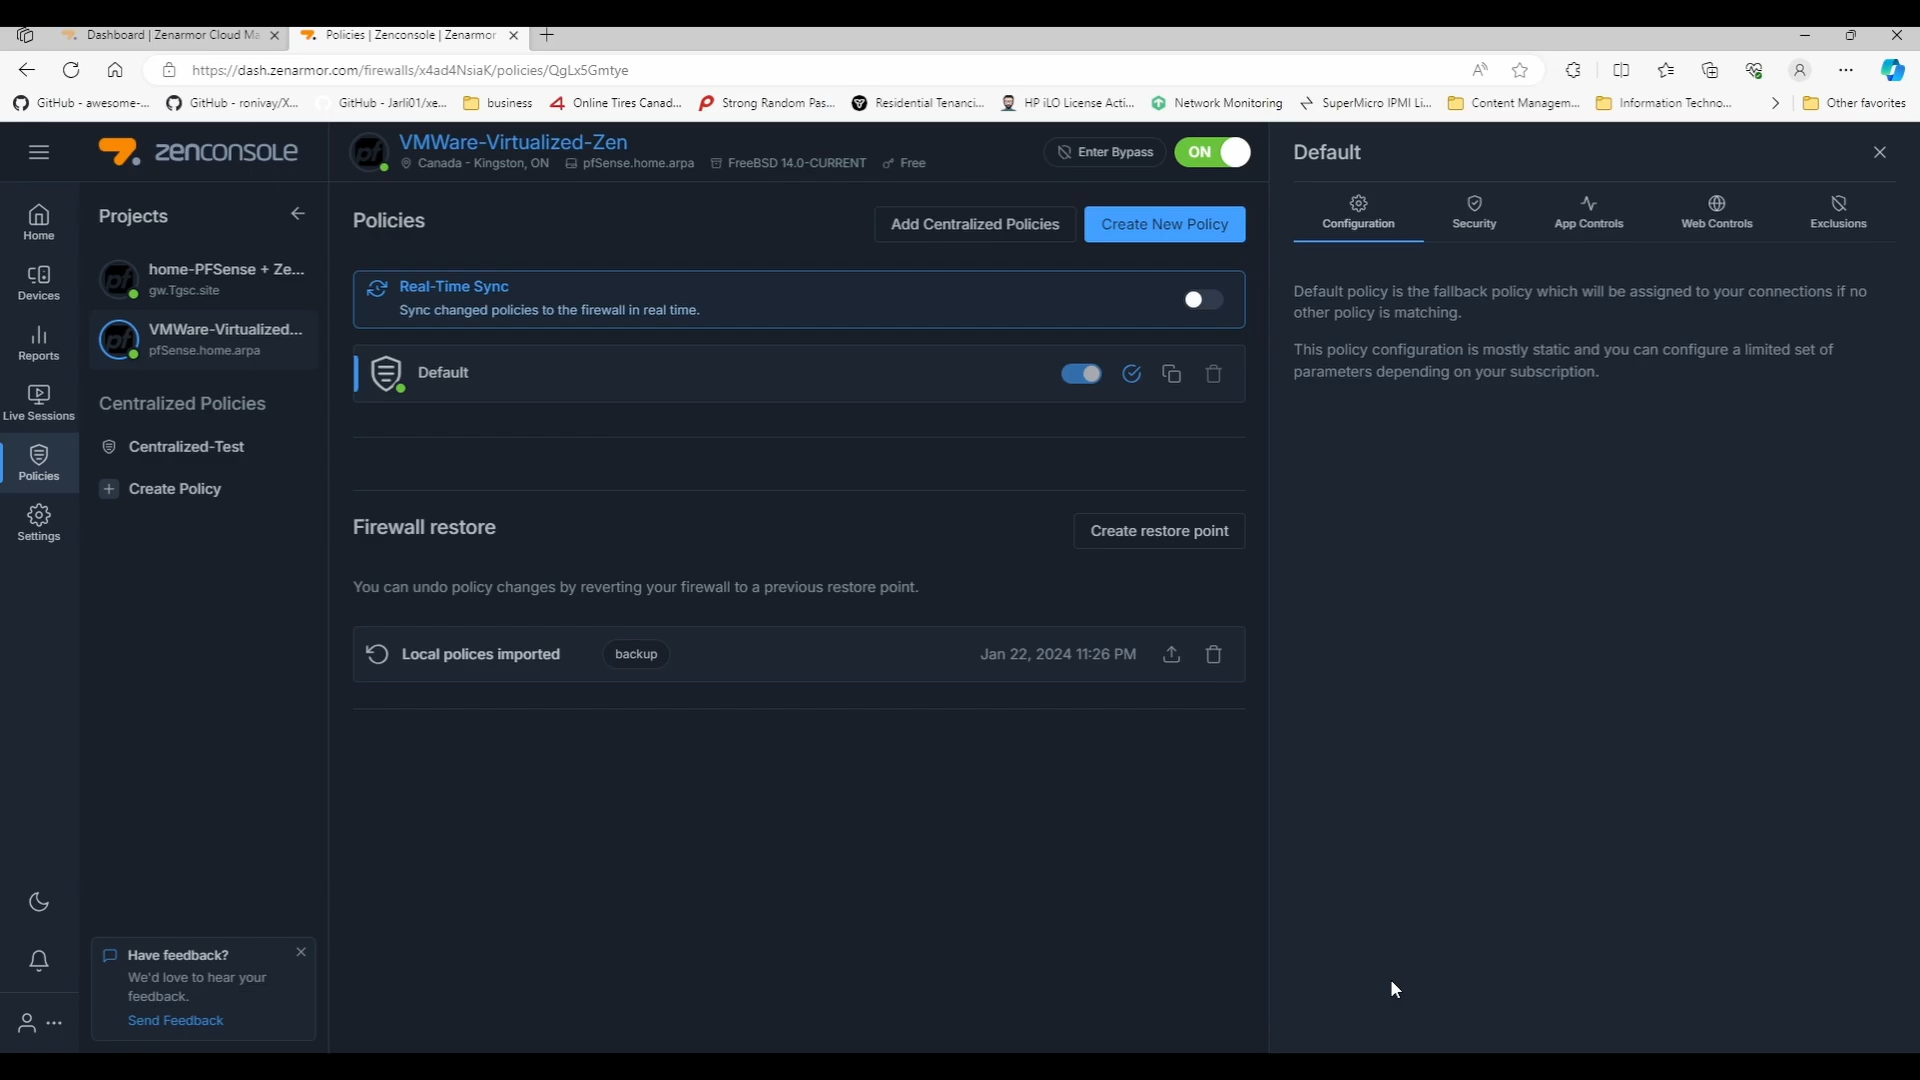 Dashboard | Zenarmor Cloud Ma
Policies | Zenconsole | Zenarmor
https://dash.zenarmor.com/firewalls/x4ad4NsiaK/policies/QgLx5Gmtye
GitHub - awesome-...
GitHub - ronivay/X...
GitHub - Jarli01/xe...
business
Online Tires Canad...
Strong Random Pas...
Residential Tenanci...
HP iLO License Acti...
Network Monitoring
SuperMicro IPMI Li...
Content Managem...
Information Techno...
Other favorites
zenconsole
VMWare-Virtualized-Zen
Canada - Kingston, ON
pfSense.home.arpa
FreeBSD 14.0-CURRENT
Free
Enter Bypass
ON
Default
Home
Devices
Reports
Live Sessions
Policies
Settings
Projects
home-PFSense + Ze...
gw.Tgsc.site
VMWare-Virtualized...
pfSense.home.arpa
Centralized Policies
Centralized-Test
Create Policy
Have feedback?
We'd love to hear your
feedback.
Send Feedback
Policies
Add Centralized Policies
Create New Policy
Real-Time Sync
Sync changed policies to the firewall in real time.
Default
Firewall restore
Create restore point
You can undo policy changes by reverting your firewall to a previous restore point.
Local polices imported
backup
Jan 22, 2024 11:26 PM
Configuration
Security
App Controls
Web Controls
Exclusions
Default policy is the fallback policy which will be assigned to your connections if no
other policy is matching.
This policy configuration is mostly static and you can configure a limited set of
parameters depending on your subscription.